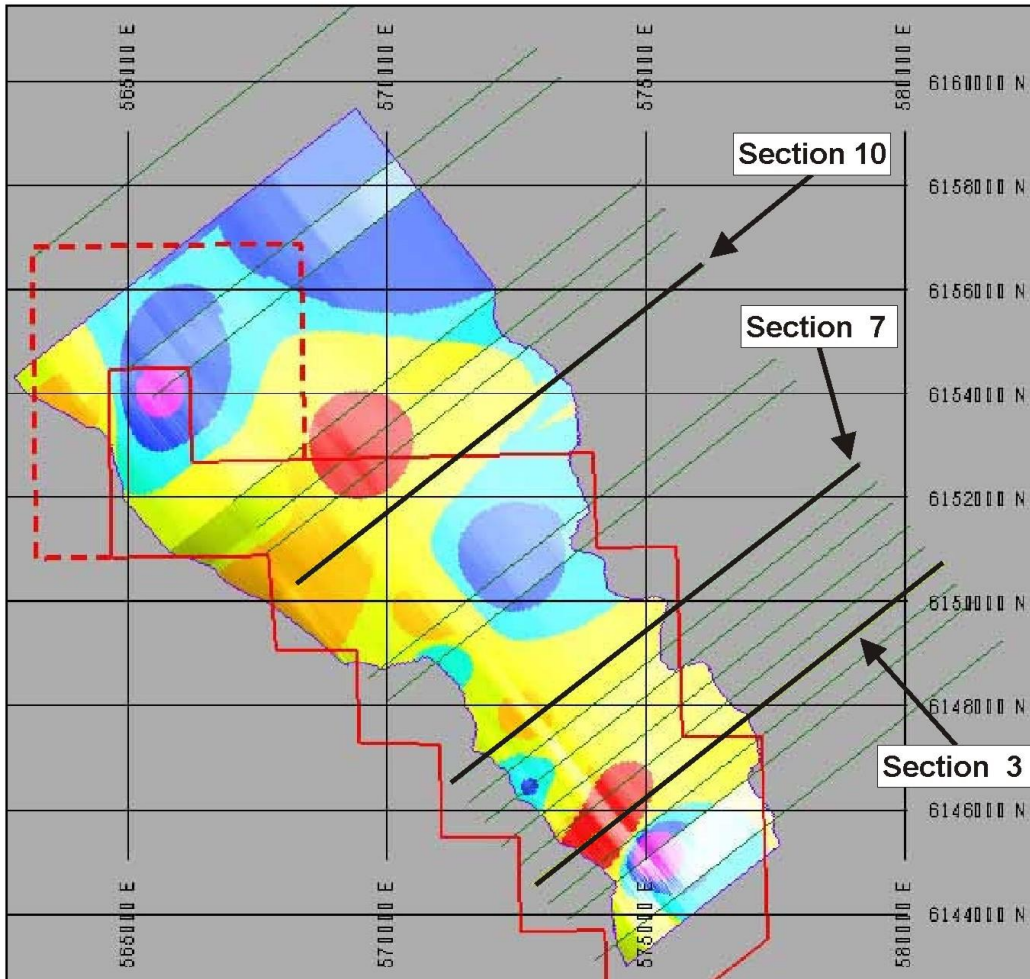 565000 E
570000 E
575000 E
580000 E
6160000 N
Section 10
6158000 N
6156000 N
Section 7
6154000 N
6152000 N
6150000 N
6148000 N
Section 3
6146000 N
6144000 N
565000 E
570000 E
575000 E
580000 E